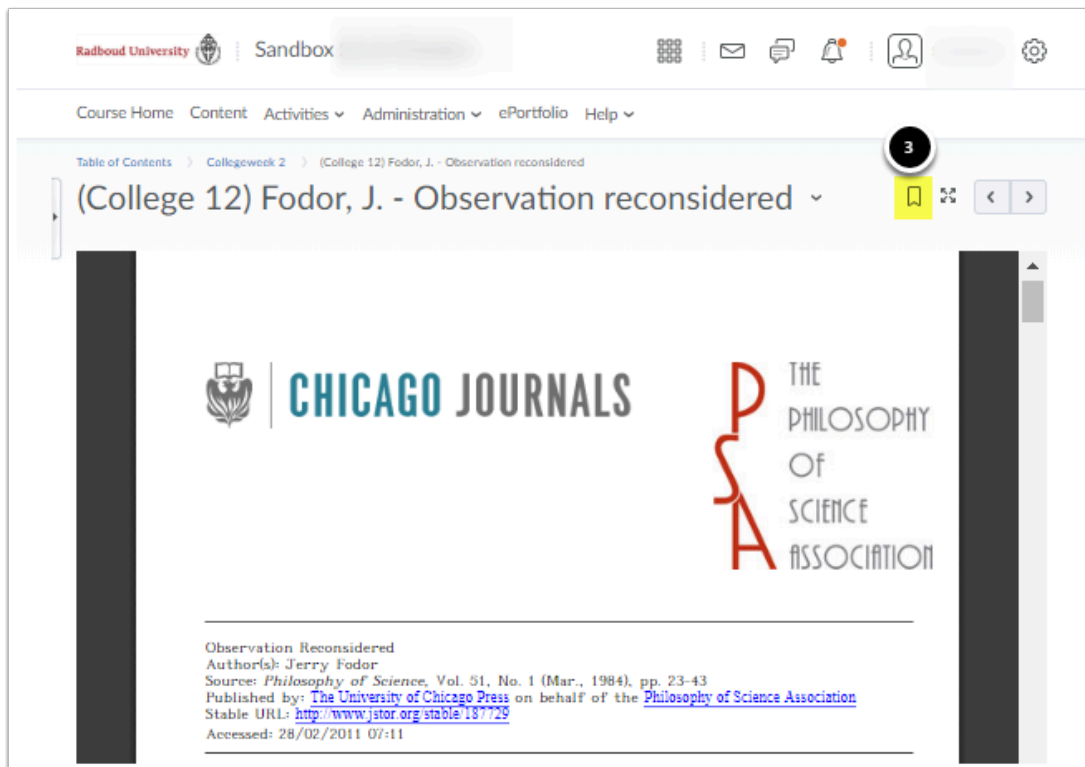 Radboud University Sandbox
Course Home Content Activities Administration ePortfolio Help
3
Table of Contents > Collegeweek 2 > (College 12) Fodor, J. - Observation reconsidered
(College 12) Fodor, J. - Observation reconsidered
CHICAGO JOURNALS
PSA
THE
PHILOSOPHY
OF
SCIENCE
ASSOCIATION
Observation Reconsidered
Author(s): Jerry Fodor
Source: Philosophy of Science, Vol. 51, No. 1 (Mar., 1984), pp. 23-43
Published by: The University of Chicago Press on behalf of the Philosophy of Science Association
Stable URL: http://www.jstor.org/stable/187729
Accessed: 28/02/2011 07:11